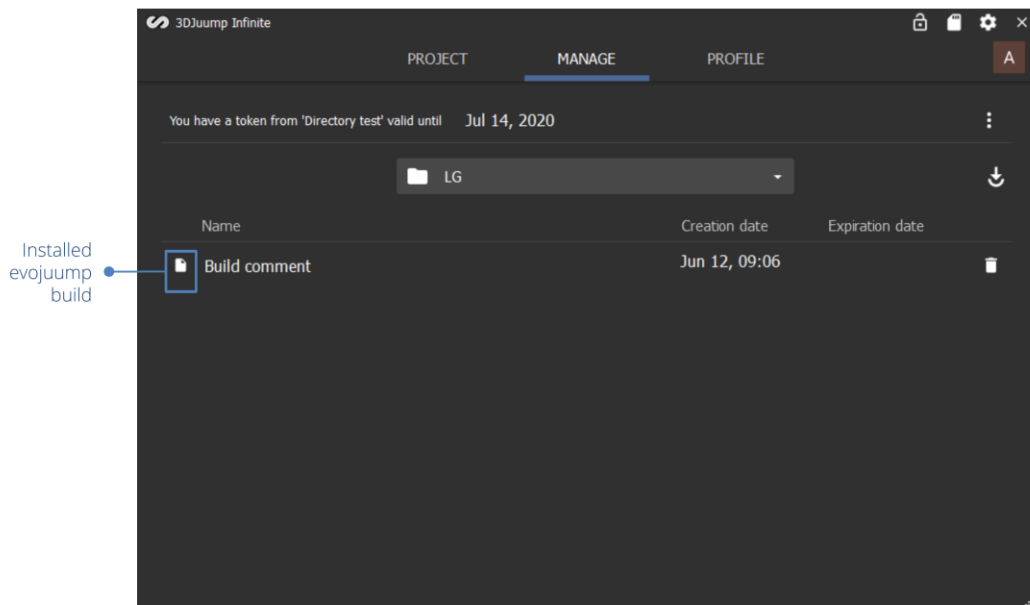 3DJuump Infinite
PROJECT MANAGE PROFILE A
You have a token from 'Directory test' valid until Jul 14, 2020
LG
Name Creation date Expiration date
Installed
evojuump
build
Build comment Jun 12, 09:06